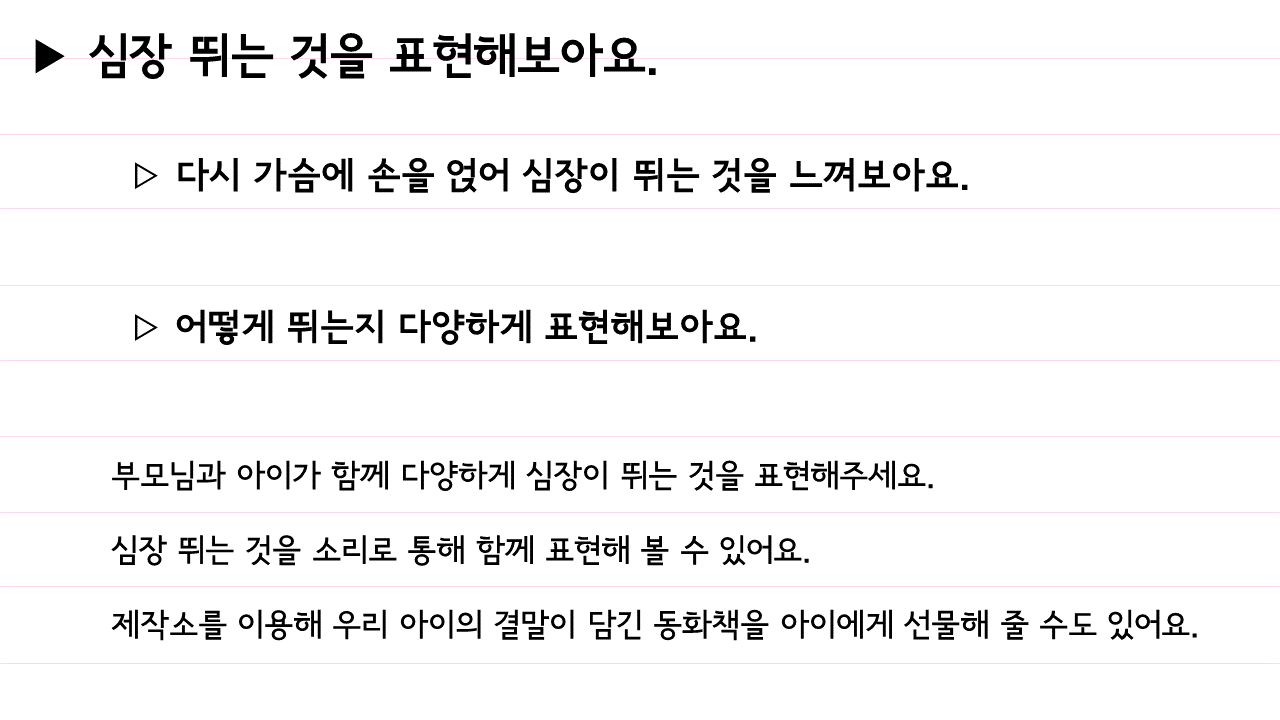 ▶ 심장 뛰는 것을 표현해보아요.
▷ 다시 가슴에 손을 얹어 심장이 뛰는 것을 느껴보아요.
▷ 어떻게 뛰는지 다양하게 표현해보아요.
부모님과 아이가 함께 다양하게 심장이 뛰는 것을 표현해주세요.
심장 뛰는 것을 소리로 통해 함께 표현해 볼 수 있어요.
제작소를 이용해 우리 아이의 결말이 담긴 동화책을 아이에게 선물해 줄 수도 있어요.